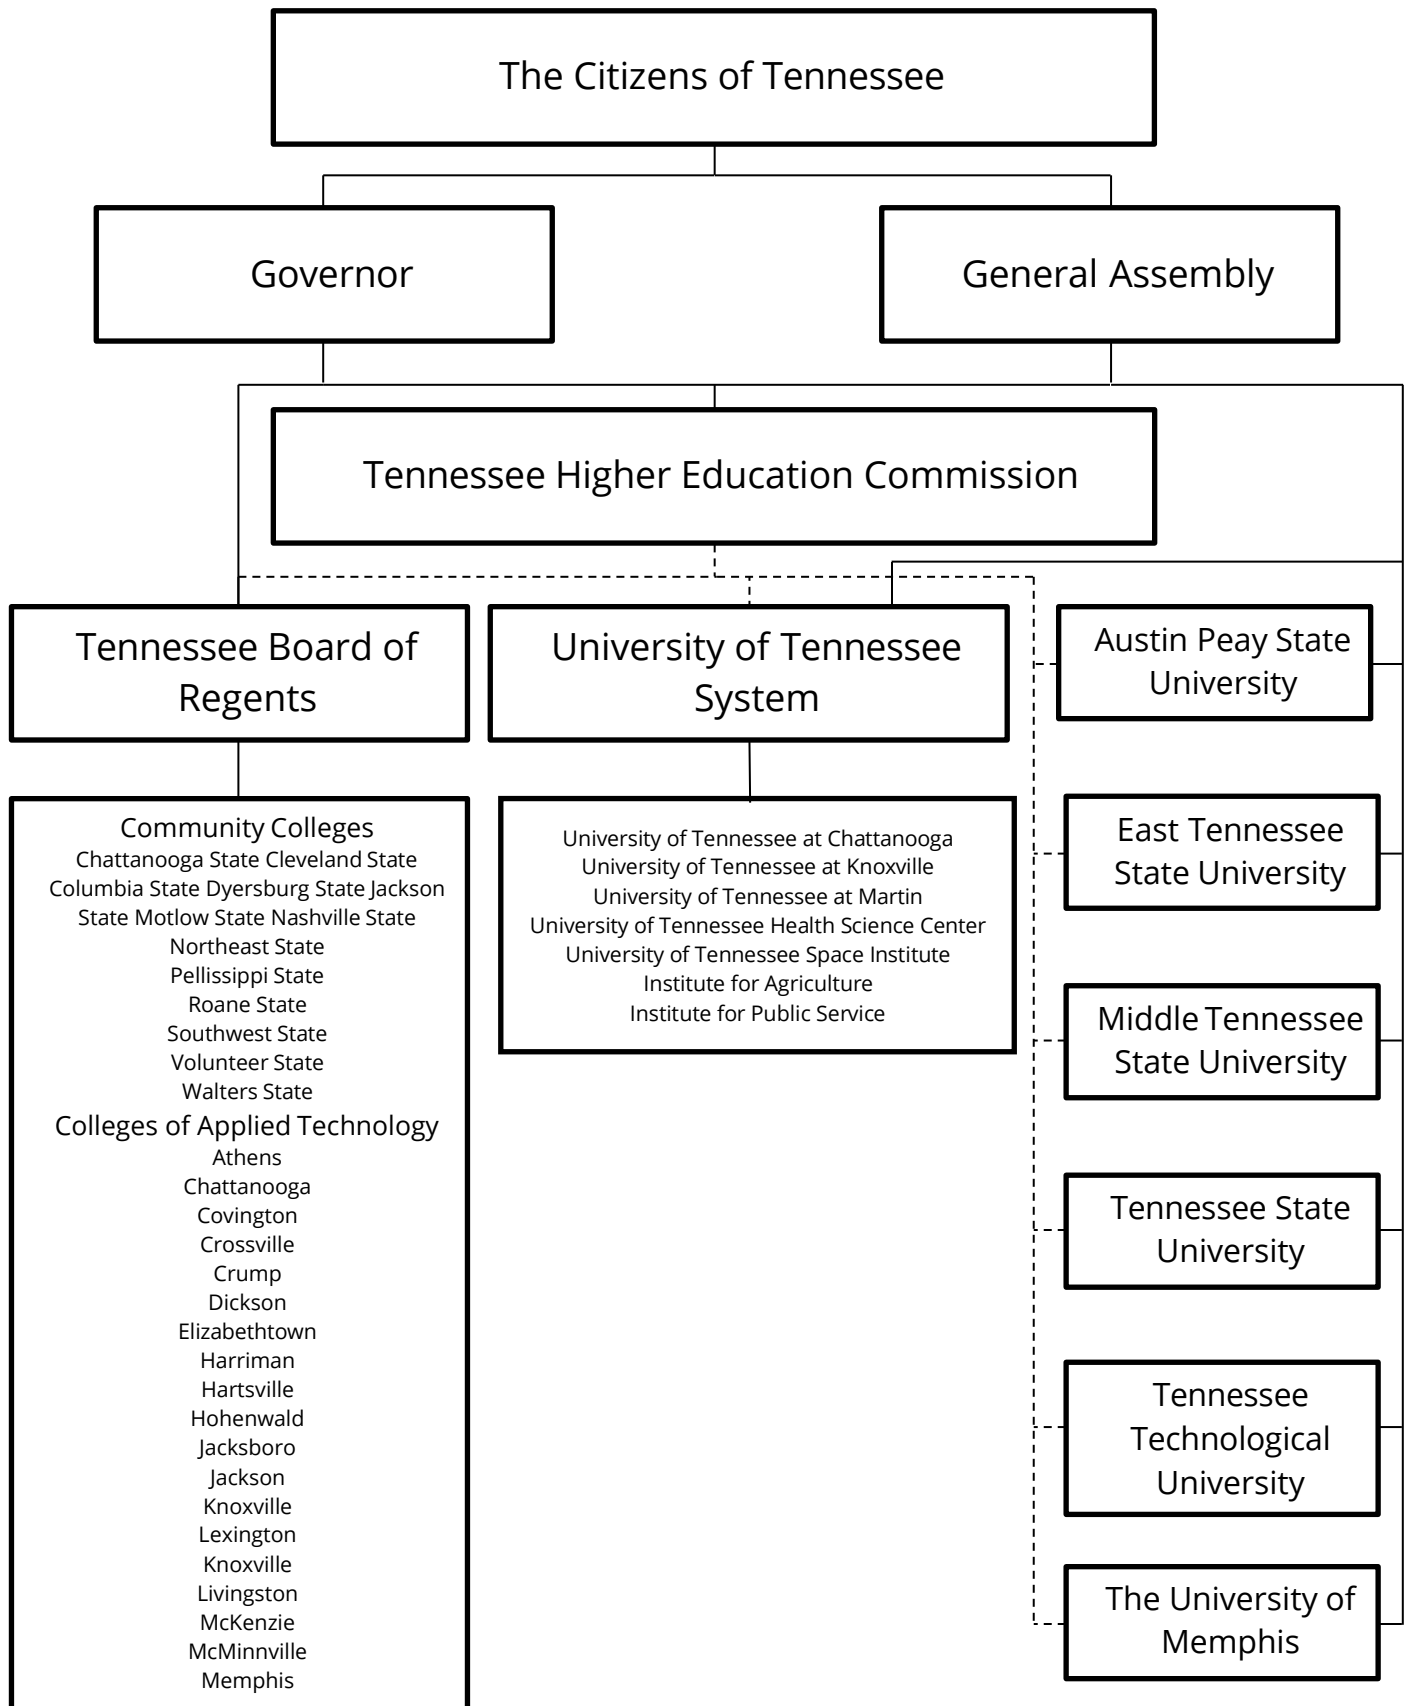 The Citizens of Tennessee
Governor
General Assembly
Tennessee Higher Education Commission
Tennessee Board of
Regents
University of Tennessee
System
Austin Peay State
University
Community Colleges
Chattanooga State Cleveland State
Columbia State Dyersburg State Jackson
State Motlow State Nashville State
Northeast State
Pellissippi State
Roane State
Southwest State
Volunteer State
Walters State
Colleges of Applied Technology
Athens
Chattanooga
Covington
Crossville
Crump
Dickson
Elizabethtown
Harriman
Hartsville
Hohenwald
Jacksboro
Jackson
Knoxville
Lexington
Knoxville
Livingston
McKenzie
McMinnville
Memphis
University of Tennessee at Chattanooga
University of Tennessee at Knoxville
University of Tennessee at Martin
University of Tennessee Health Science Center
University of Tennessee Space Institute
Institute for Agriculture
Institute for Public Service
East Tennessee
State University
Middle Tennessee
State University
Tennessee State
University
Tennessee
Technological
University
The University of
Memphis